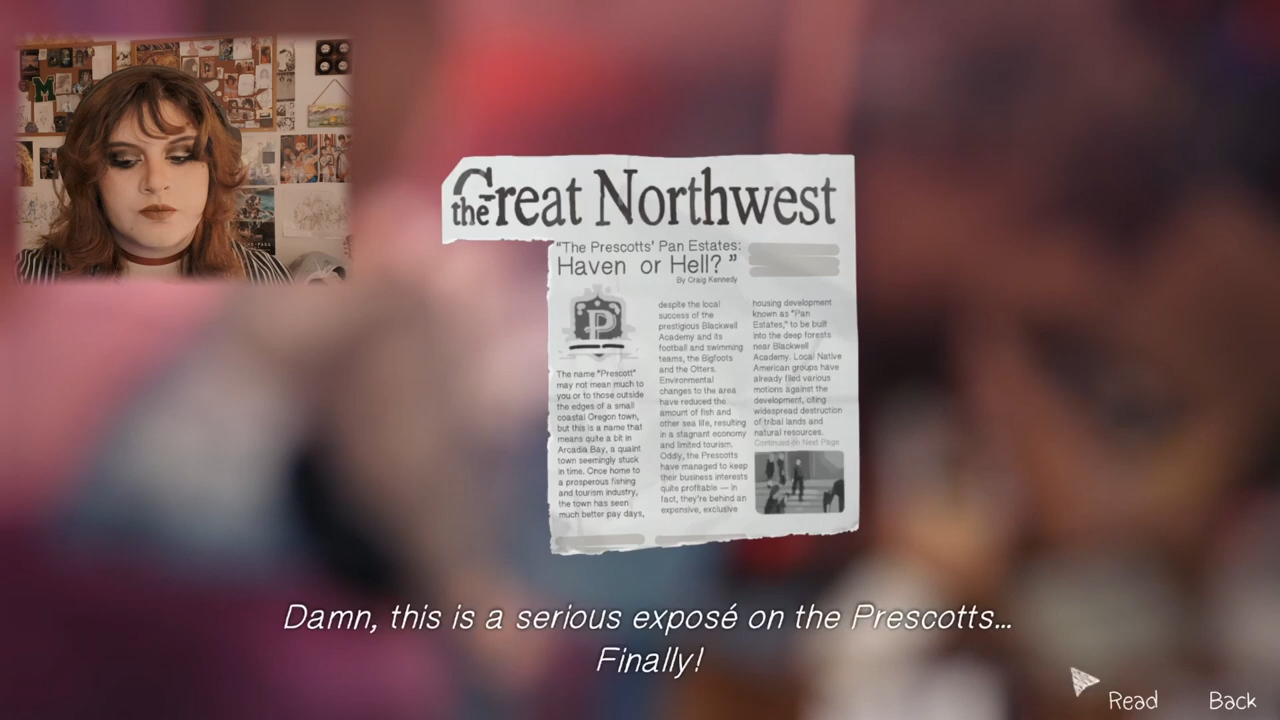 M
the Great Northwest
"The Prescotts' Pan Estates:
Haven or Hell?"
By Craig Kennedy
P
The name "Prescott"
may not mean much to
you or to those outside
the edges of a small
coastal Oregon town,
but this is a name that
means quite a bit in
Arcadia Bay, a quaint
town seemingly stuck
in time. Once home to
a prosperous fishing
and tourism industry,
the town has seen
much better pay days,
despite the local
success of the
prestigious Blackwell
Academy and its
football and swimming
teams, the Bigfoots
and the Otters.
Environmental
changes to the area
have reduced the
amount of fish and
other sea life, resulting
in a stagnant economy
and limited tourism.
Oddly, the Prescotts
have managed to keep
their business interests
quite profitable — in
fact, they're behind an
expensive, exclusive
housing development
known as "Pan
Estates," to be built
into the deep forests
near Blackwell
Academy. Local Native
American groups have
already filed various
motions against the
development, citing
widespread destruction
of tribal lands and
natural resources.
Continued on Next Page
Damn, this is a serious exposé on the Prescotts...
Finally!
Read Back